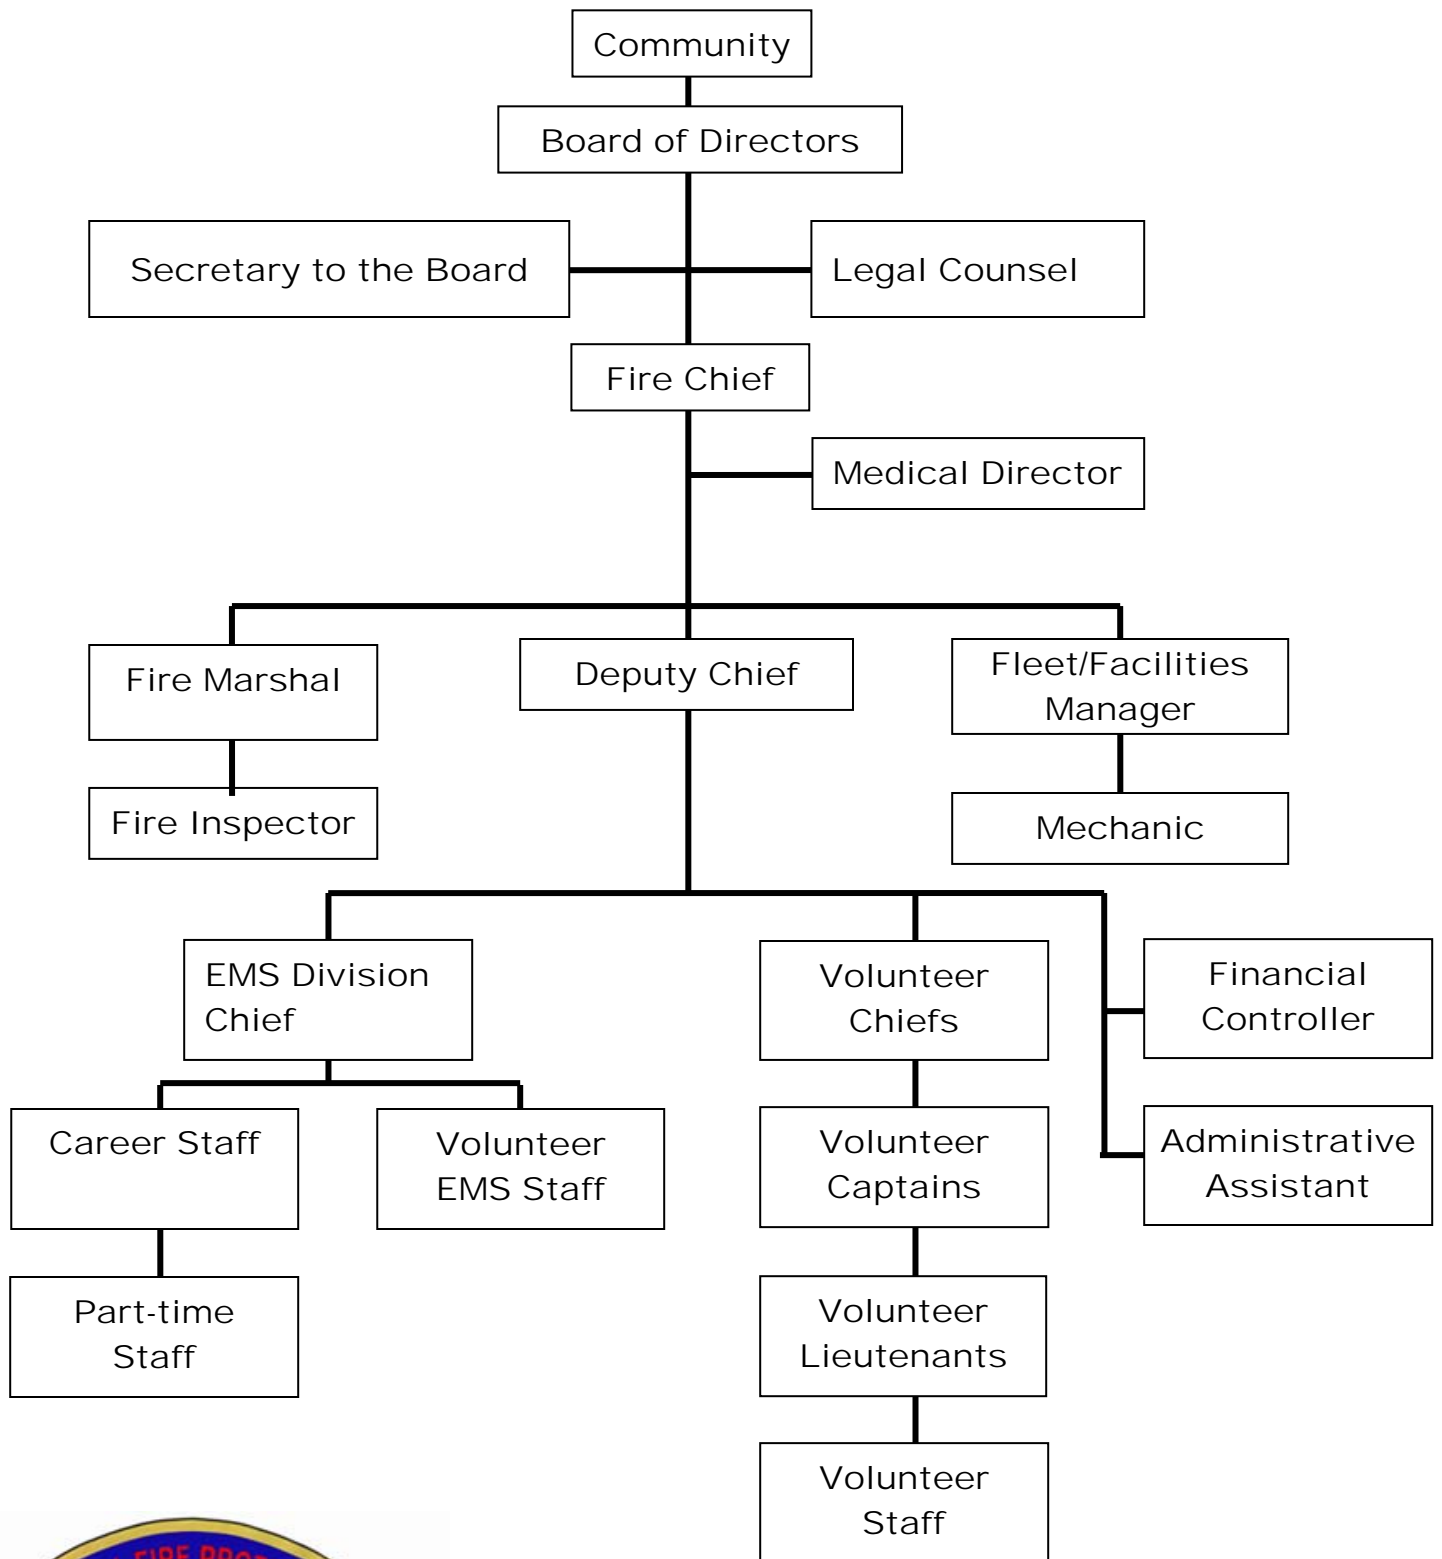 Community
Board of Directors
Secretary to the Board
Legal Counsel
Fire Chief
Medical Director
Fire Marshal
Deputy Chief
Fleet/Facilities
Manager
Fire Inspector
Mechanic
EMS Division
Chief
Volunteer
Chiefs
Financial
Controller
Career Staff
Volunteer
EMS Staff
Volunteer
Captains
Administrative
Assistant
Part-time
Staff
Volunteer
Lieutenants
Volunteer
Staff
FIRE